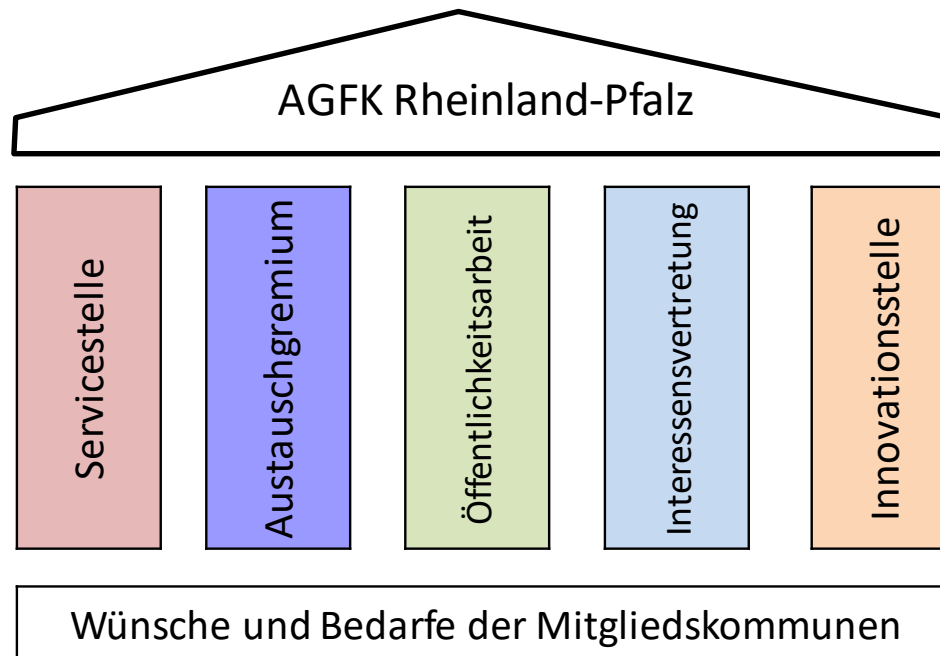 AGFK Rheinland-Pfalz
Servicestelle
Austauschgremium
Öffentlichkeitsarbeit
Interessensvertretung
Innovationsstelle
Wünsche und Bedarfe der Mitgliedskommunen